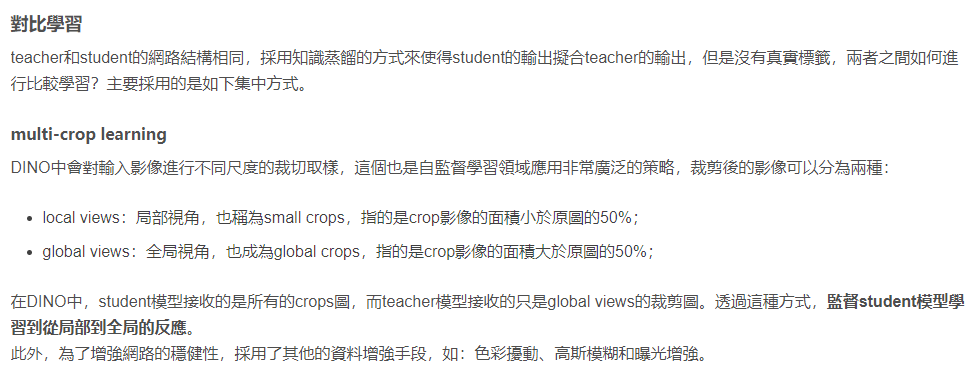 對比學習
teacher和student的網路結構相同，採用知識蒸餾的方式來使得student的輸出擬合teacher的輸出，但是沒有真實標籤，兩者之間如何進
行比較學習？主要採用的是如下集中方式。
multi-crop learning
DINO中會對輸入影像進行不同尺度的裁切取樣，這個也是自監督學習領域應用非常廣泛的策略，裁剪後的影像可以分為兩種：
• local views：局部視角，也稱為small crops，指的是crop影像的面積小於原圖的50%；
• global views：全局視角，也成為global crops，指的是crop影像的面積大於原圖的50%；
在DINO中，student模型接收的是所有的crops圖，而teacher模型接收的只是global views的裁剪圖。透過這種方式，監督student模型學
習到從局部到全局的反應。
此外，為了增強網路的穩健性，採用了其他的資料增強手段，如：色彩擾動、高斯模糊和曝光增強。